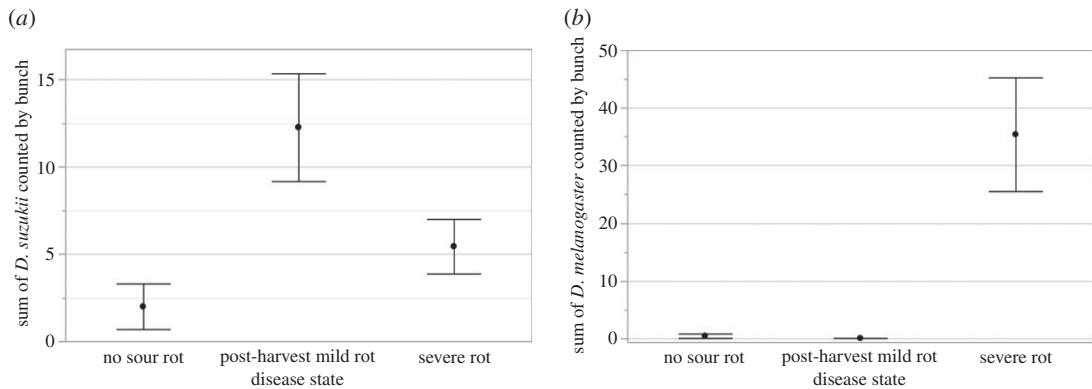 (a)
sum of D. suzukii counted by bunch
15
10
5
0
no sour rot post-harvest mild rot severe rot
disease state
(b)
sum of D. melanogaster counted by bunch
50
40
30
20
10
0
no sour rot post-harvest mild rot severe rot
disease state